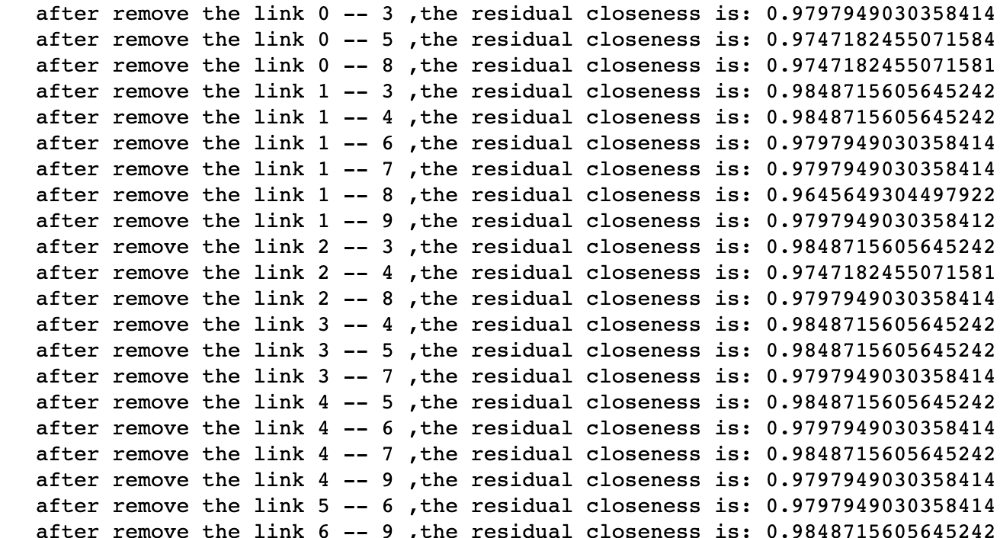 after remove the link 0 -- 3 ,the residual closeness is: 0.9797949030358414
after remove the link 0 -- 5 ,the residual closeness is: 0.9747182455071584
after remove the link 0 -- 8 ,the residual closeness is: 0.9747182455071581
after remove the link 1 -- 3 ,the residual closeness is: 0.9848715605645242
after remove the link 1 -- 4 ,the residual closeness is: 0.9848715605645242
after remove the link 1 -- 6 ,the residual closeness is: 0.9797949030358414
after remove the link 1 -- 7 ,the residual closeness is: 0.9797949030358414
after remove the link 1 -- 8 ,the residual closeness is: 0.9645649304497922
after remove the link 1 -- 9 ,the residual closeness is: 0.9797949030358412
after remove the link 2 -- 3 ,the residual closeness is: 0.9848715605645242
after remove the link 2 -- 4 ,the residual closeness is: 0.9747182455071581
after remove the link 2 -- 8 ,the residual closeness is: 0.9797949030358414
after remove the link 3 -- 4 ,the residual closeness is: 0.9848715605645242
after remove the link 3 -- 5 ,the residual closeness is: 0.9848715605645242
after remove the link 3 -- 7 ,the residual closeness is: 0.9797949030358414
after remove the link 4 -- 5 ,the residual closeness is: 0.9848715605645242
after remove the link 4 -- 6 ,the residual closeness is: 0.9797949030358414
after remove the link 4 -- 7 ,the residual closeness is: 0.9848715605645242
after remove the link 4 -- 9 ,the residual closeness is: 0.9797949030358414
after remove the link 5 -- 6 ,the residual closeness is: 0.9797949030358414
after remove the link 6 -- 9 ,the residual closeness is: 0.9848715605645242